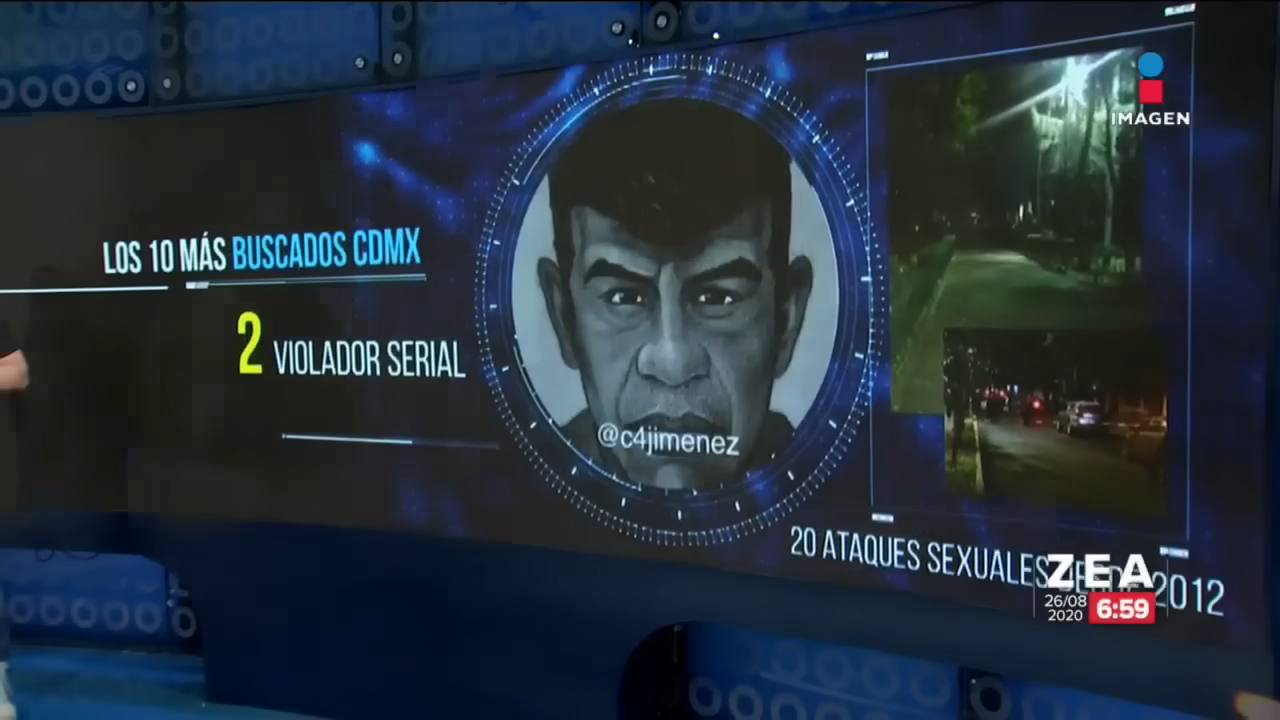 IMAGEN
LOS 10 MÁS BUSCADOS CDMX
2 VIOLADOR SERIAL
@c4jimenez
20 ATAQUES SEXUALES 2012
ZEA
26/08
2020
6:59